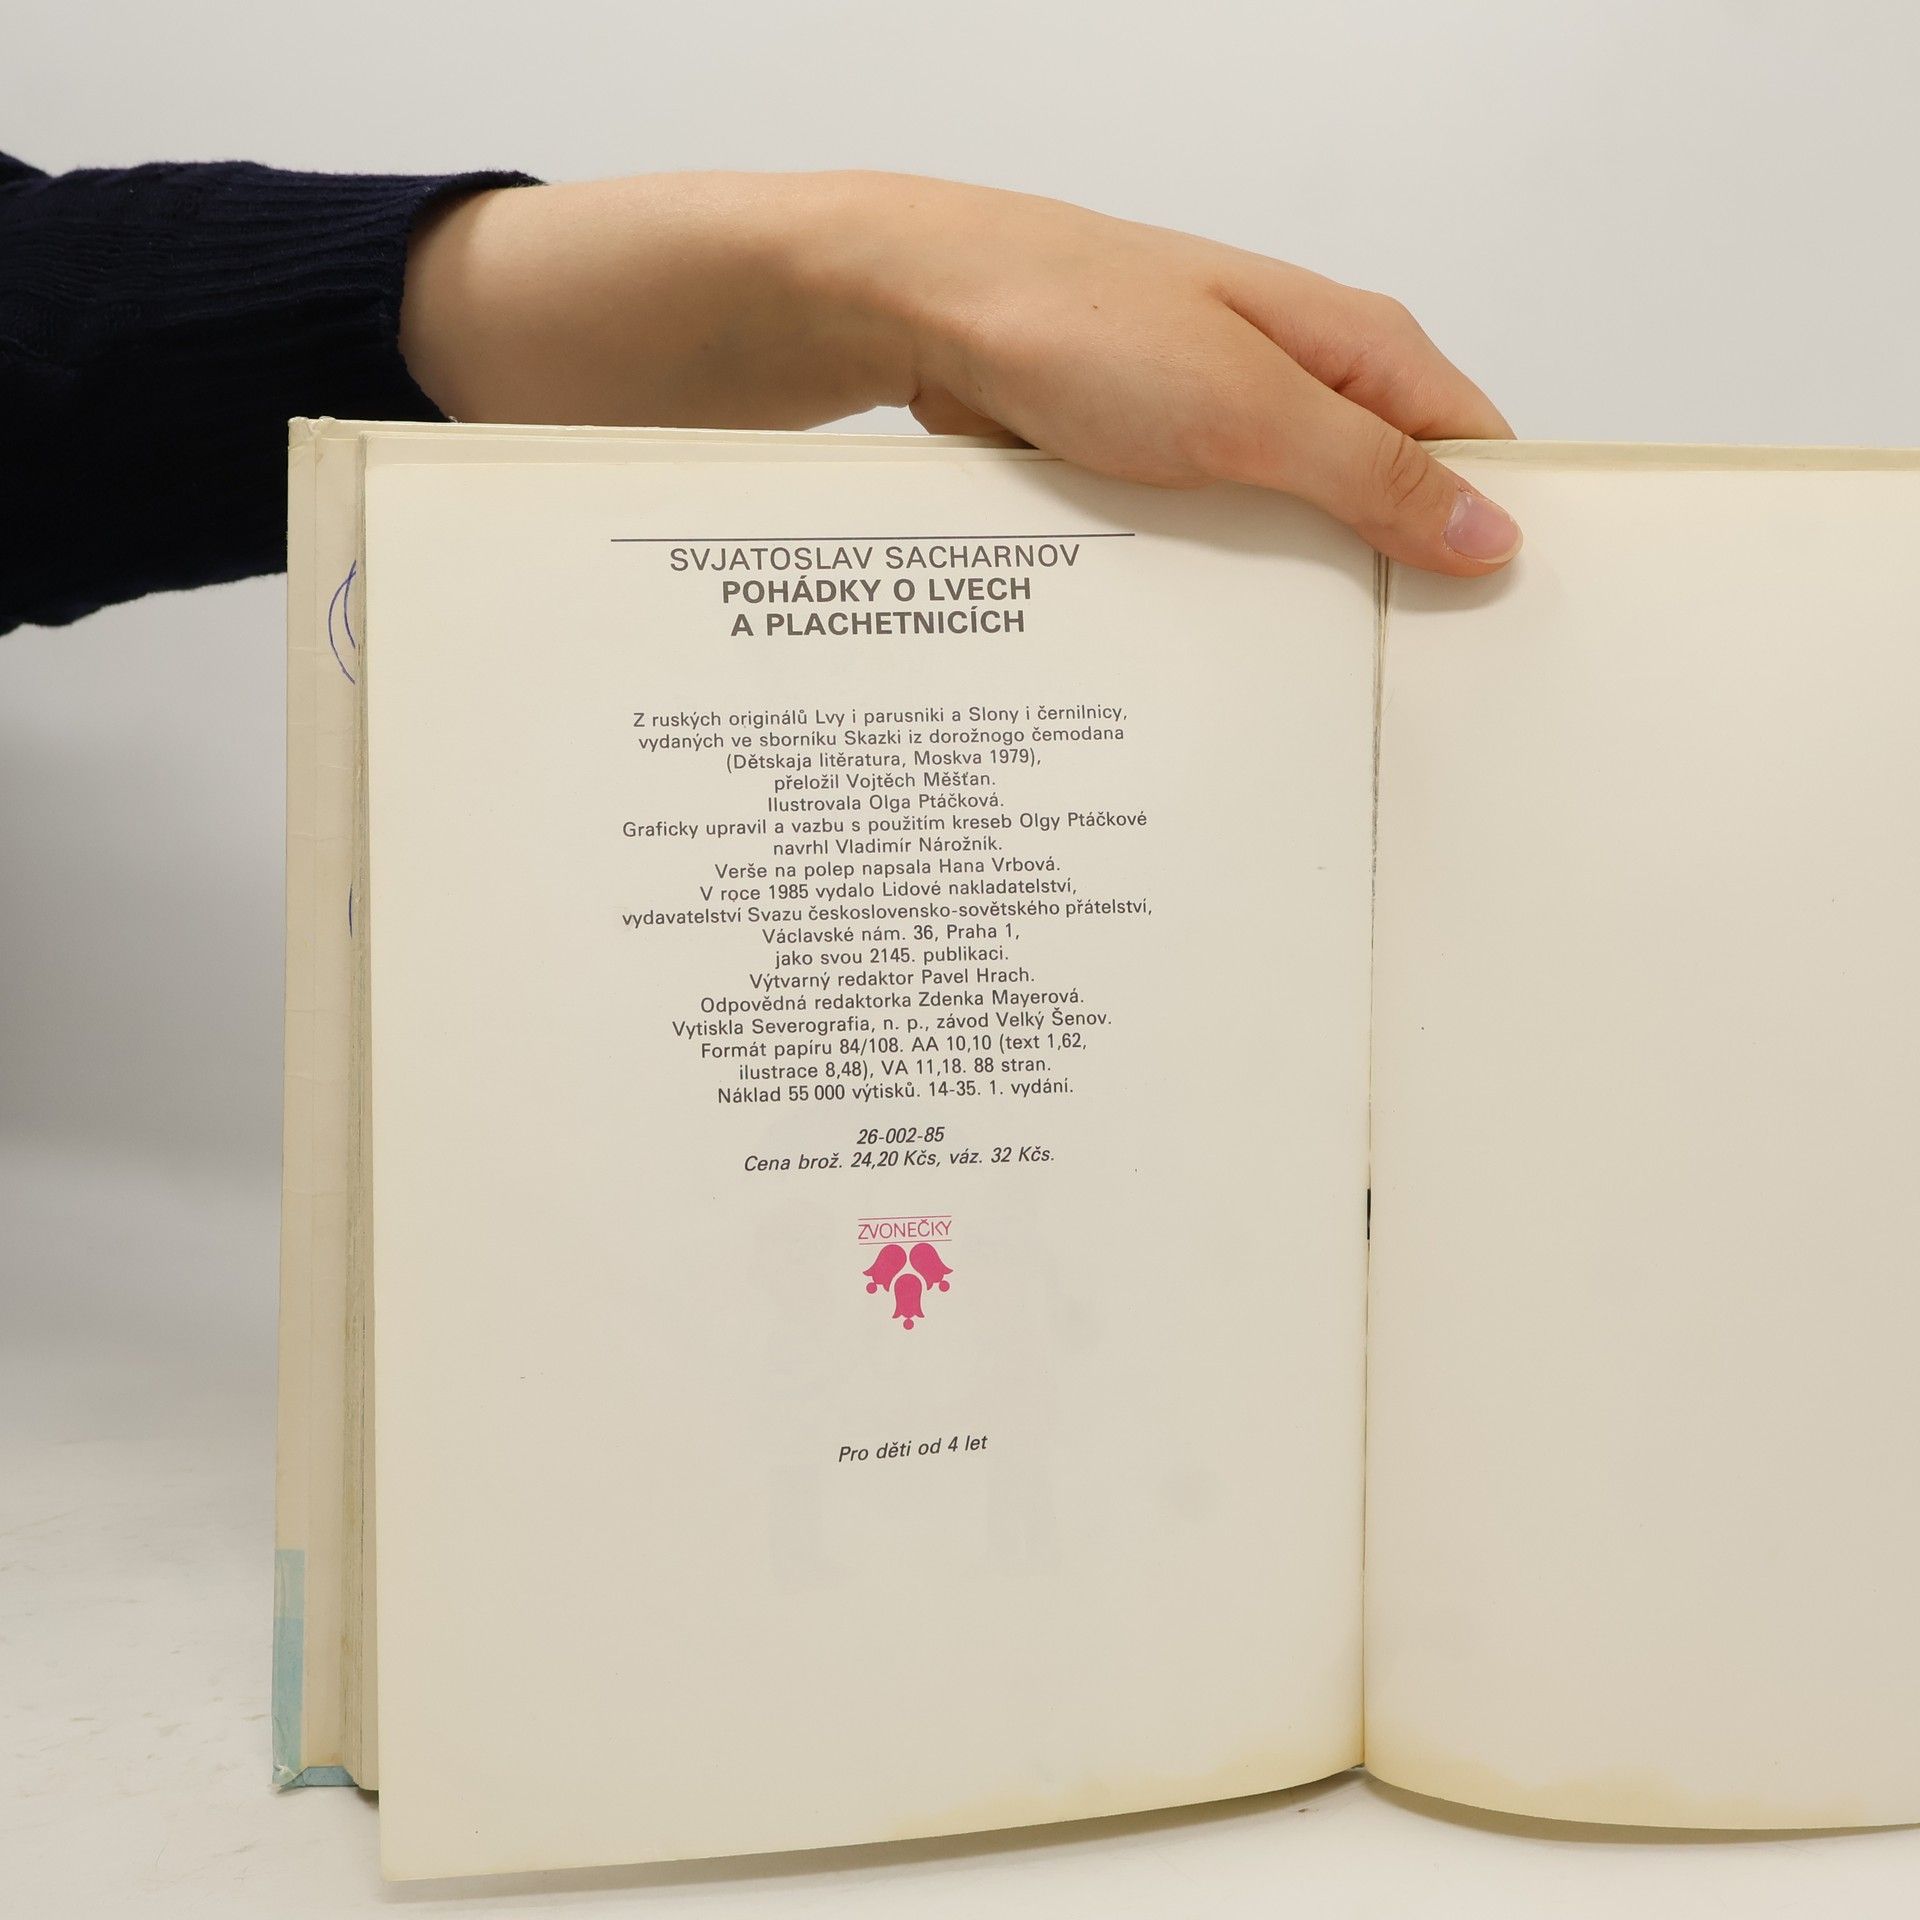 SVJATOSLAV SACHARNOV
POHÁDKY O LVECH
A PLACHETNICÍCH
Z ruských originálů Lvy i parusniki a Slony i černilnicy,
vydaných ve sborníku Skazki iz dorožnogo čemodana
(Dětskaja litěratura, Moskva 1979),
přeložil Vojtěch Měšťan.
Ilustrovala Olga Ptáčková.
Graficky upravil a vazbu s použitím kreseb Olgy Ptáčkové
navrhl Vladimír Nárožník.
Verše na polep napsala Hana Vrbová.
V roce 1985 vydalo Lidové nakladatelství,
vydavatelství Svazu československo-sovětského přátelství,
Václavské nám. 36, Praha 1,
jako svou 2145. publikaci.
Výtvarný redaktor Pavel Hrach.
Odpovědná redaktorka Zdenka Mayerová.
Vytiskla Severografia, n. p., závod Velký Šenov.
Formát papíru 84/108. AA 10,10 (text 1,62,
ilustrace 8,48), VA 11,18. 88 stran.
Náklad 55 000 výtisků. 14-35. 1. vydání.
26-002-85
Cena brož. 24,20 Kčs, váz. 32 Kčs.
ZVONEČKY
Pro děti od 4 let